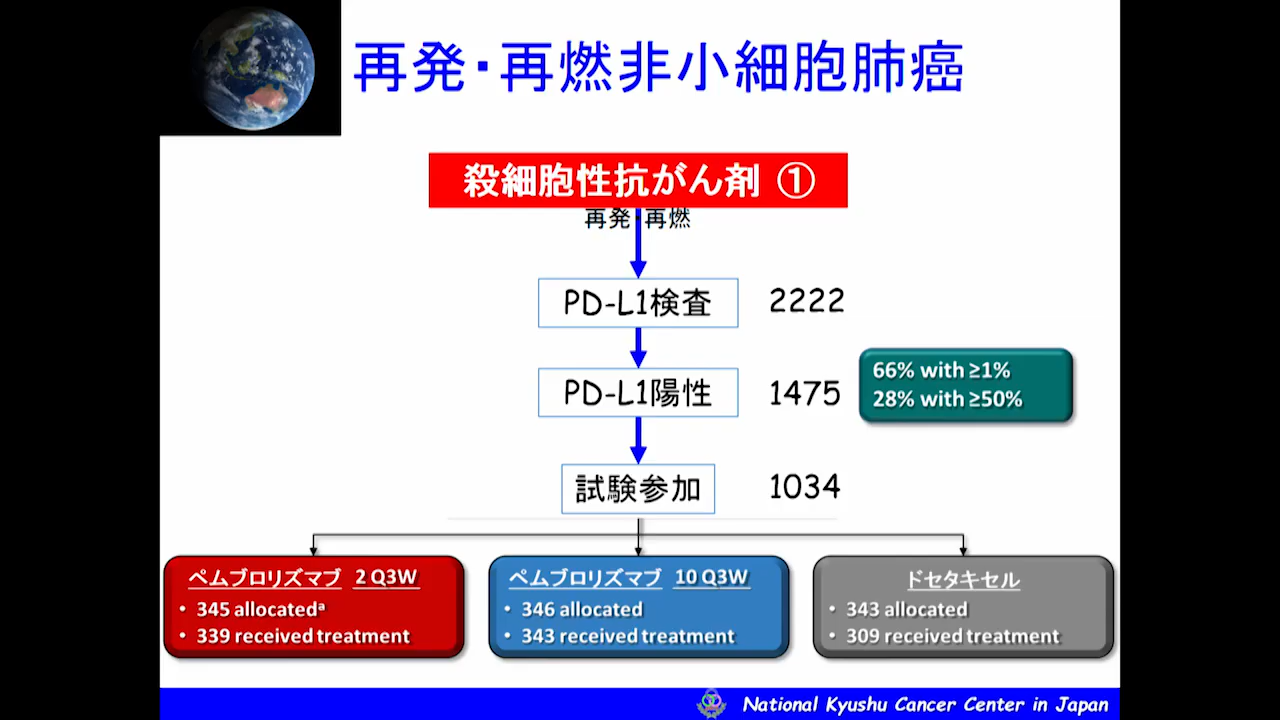 再発・再燃非小細胞肺癌
殺細胞性抗がん剤 ①
再発・再燃
PD-L1検査 2222
PD-L1陽性 1475
66% with ≥1%
28% with ≥50%
試験参加 1034
ペムブロリズマブ 2 Q3W
• 345 allocatedª
• 339 received treatment
ペムブロリズマブ 10 Q3W
• 346 allocated
• 343 received treatment
ドセタキセル
• 343 allocated
• 309 received treatment
National Kyushu Cancer Center in Japan